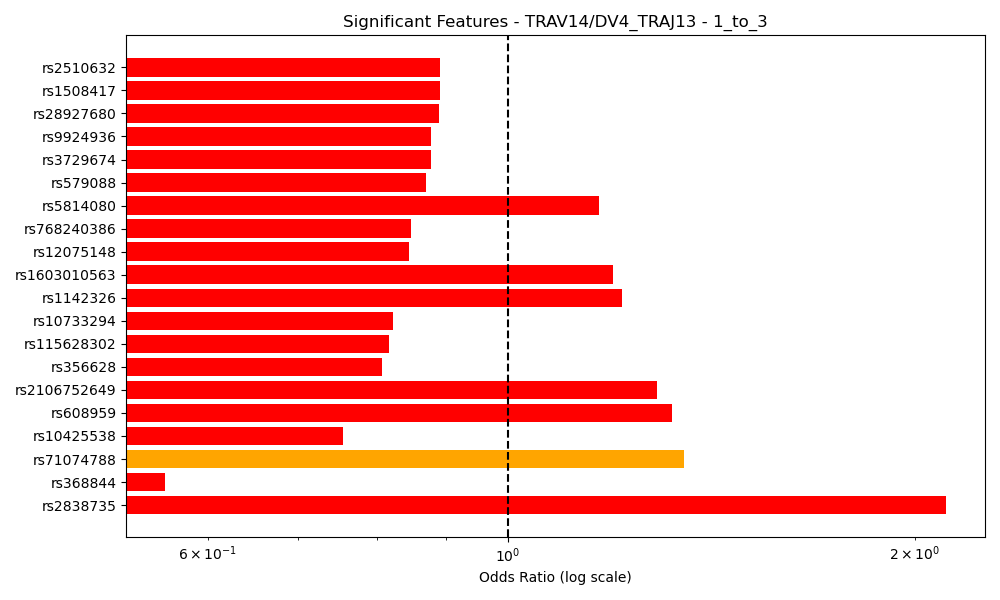 Significant Features - TRAV14/DV4_TRAJ13 - 1_to_3
rs2510632
rs1508417
rs28927680
rs9924936
rs3729674
rs579088
rs5814080
rs768240386
rs12075148
rs1603010563
rs1142326
rs10733294
rs115628302
rs356628
rs2106752649
rs608959
rs10425538
rs71074788
rs368844
rs2838735
6 × 10⁻¹ 10⁰ 2 × 10⁰
Odds Ratio (log scale)